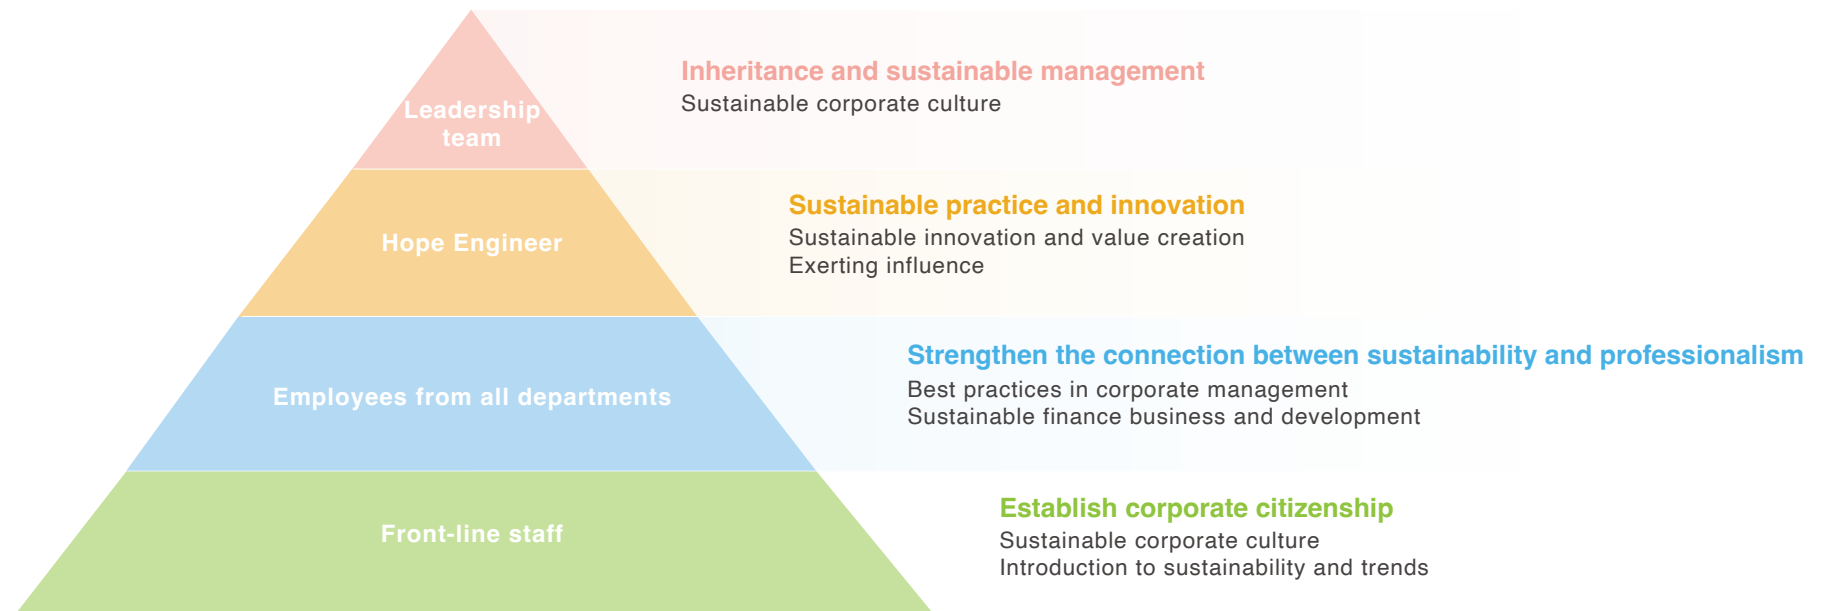 Leadership
team
Inheritance and sustainable management
Sustainable corporate culture
Hope Engineer
Sustainable practice and innovation
Sustainable innovation and value creation
Exerting influence
Employees from all departments
Strengthen the connection between sustainability and professionalism
Best practices in corporate management
Sustainable finance business and development
Front-line staff
Establish corporate citizenship
Sustainable corporate culture
Introduction to sustainability and trends